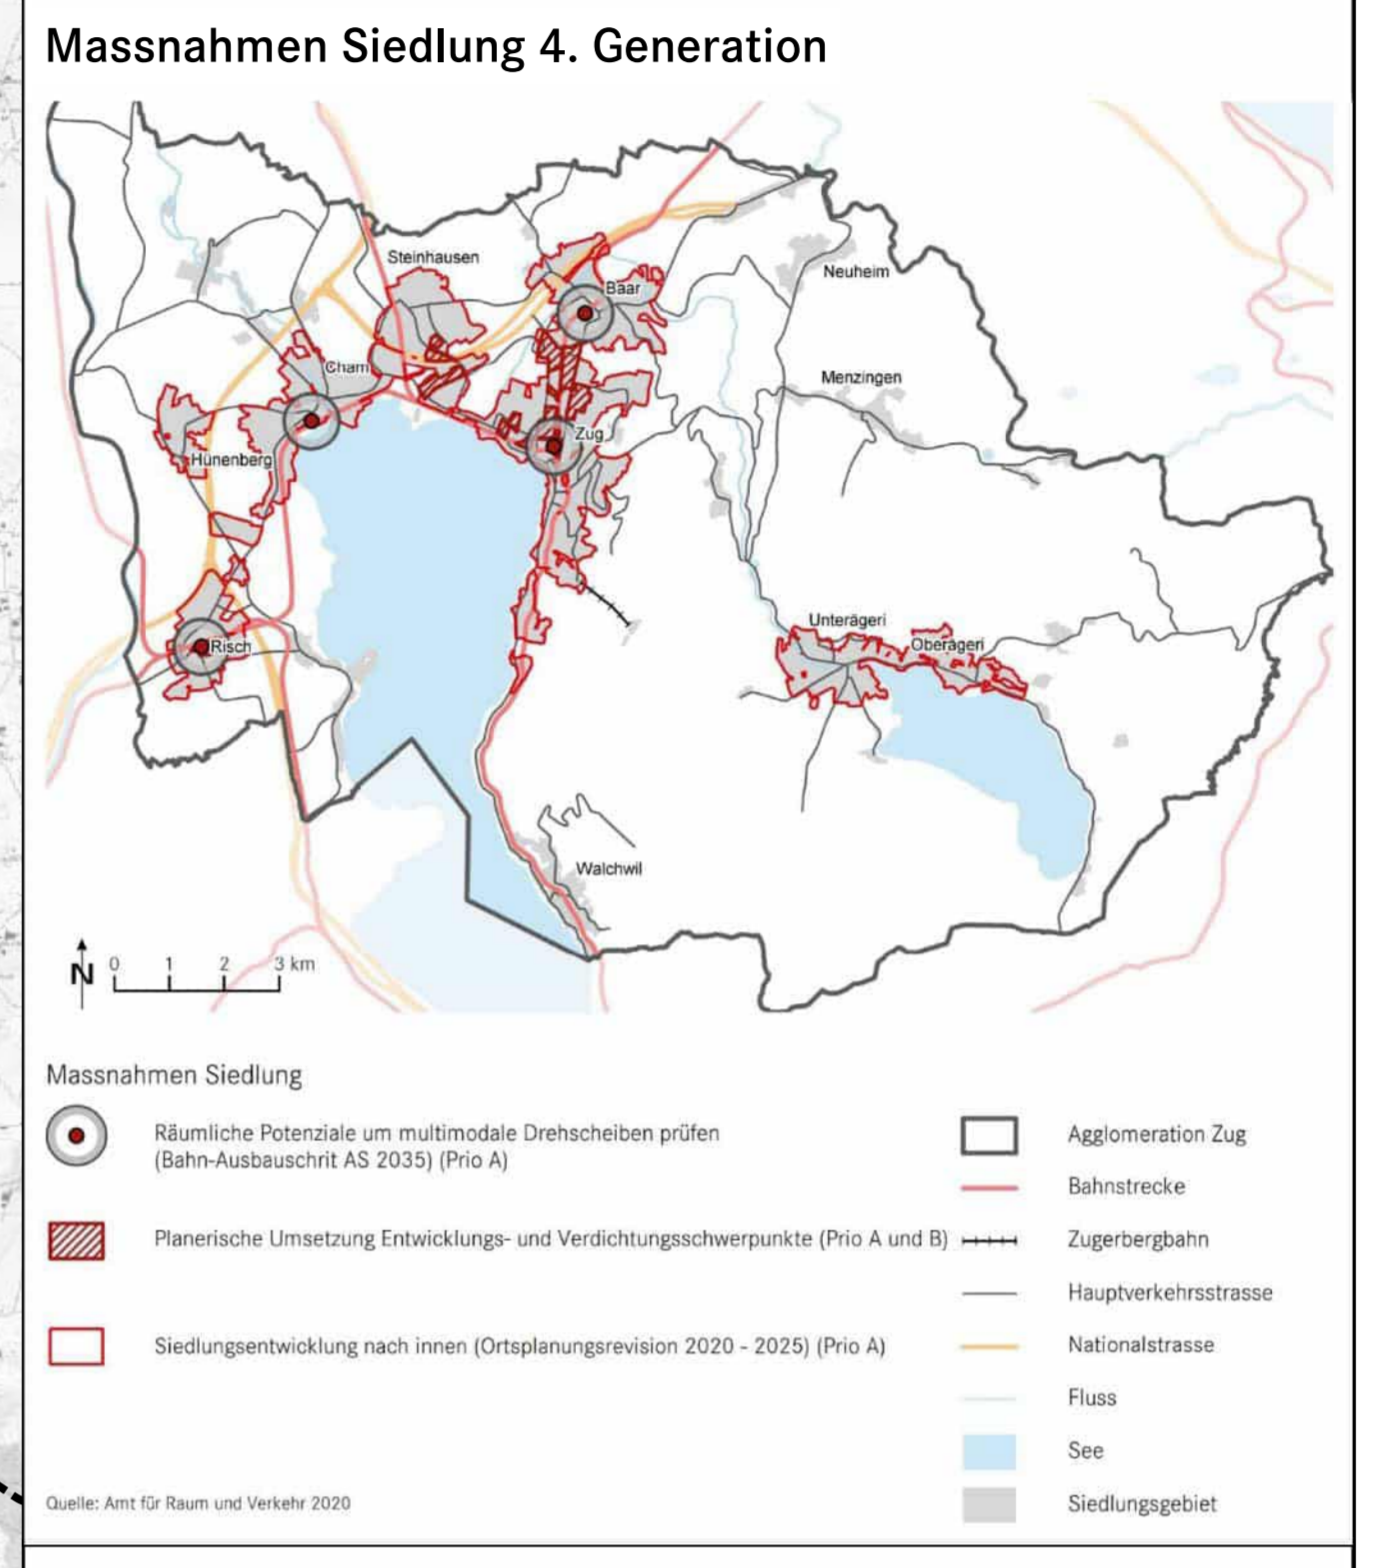 Massnahmen Siedlung 4. Generation
Steinhausen
Baar
Neuheim
Cham
Menzingen
Zug
Hünenberg
Unterägeri
Oberägeri
Risch
Walchwil
N
0 1 2 3 km
Massnahmen Siedlung
Räumliche Potenziale um multimodale Drehscheiben prüfen
(Bahn-Ausbauschrit AS 2035) (Prio A)
Planerische Umsetzung Entwicklungs- und Verdichtungsschwerpunkte (Prio A und B)
Siedlungsentwicklung nach innen (Ortsplanungsrevision 2020 - 2025) (Prio A)
Agglomeration Zug
Bahnstrecke
Zugerbergbahn
Hauptverkehrsstrasse
Nationalstrasse
Fluss
See
Siedlungsgebiet
Quelle: Amt für Raum und Verkehr 2020